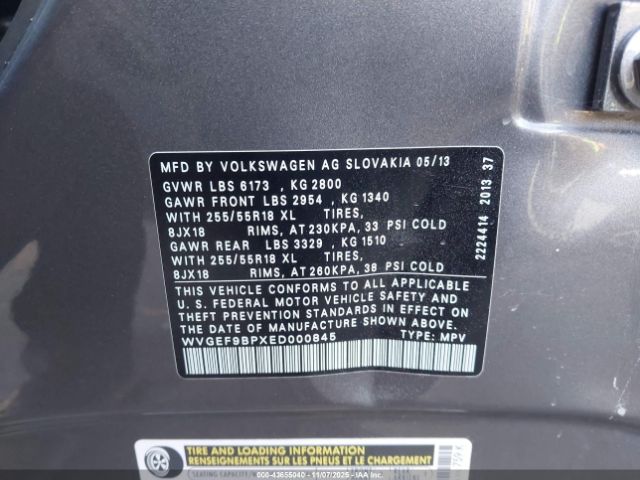 MFD BY VOLKSWAGEN AG SLOVAKIA 05/13
GVWR LBS 6173 , KG 2800
GAWR FRONT LBS 2954 , KG 1340
WITH 255/55R18 XL TIRES,
8JX18 RIMS, AT 230KPA, 33 PSI COLD
GAWR REAR LBS 3329 , KG 1510
WITH 255/55R18 XL TIRES,
8JX18 RIMS, AT 260KPA, 38 PSI COLD
THIS VEHICLE CONFORMS TO ALL APPLICABLE
U. S. FEDERAL MOTOR VEHICLE SAFETY AND
THEFT PREVENTION STANDARDS IN EFFECT ON
THE DATE OF MANUFACTURE SHOWN ABOVE.
WVGEF9BPXED000845 TYPE: MPV
2224414 2013 37
TIRE AND LOADING INFORMATION
RENSEIGNEMENTS SUR LES PNEUS ET LE CHARGEMENT
SEATING CAPACITY
000-43655040 - 11/07/2025 - IAAI.com